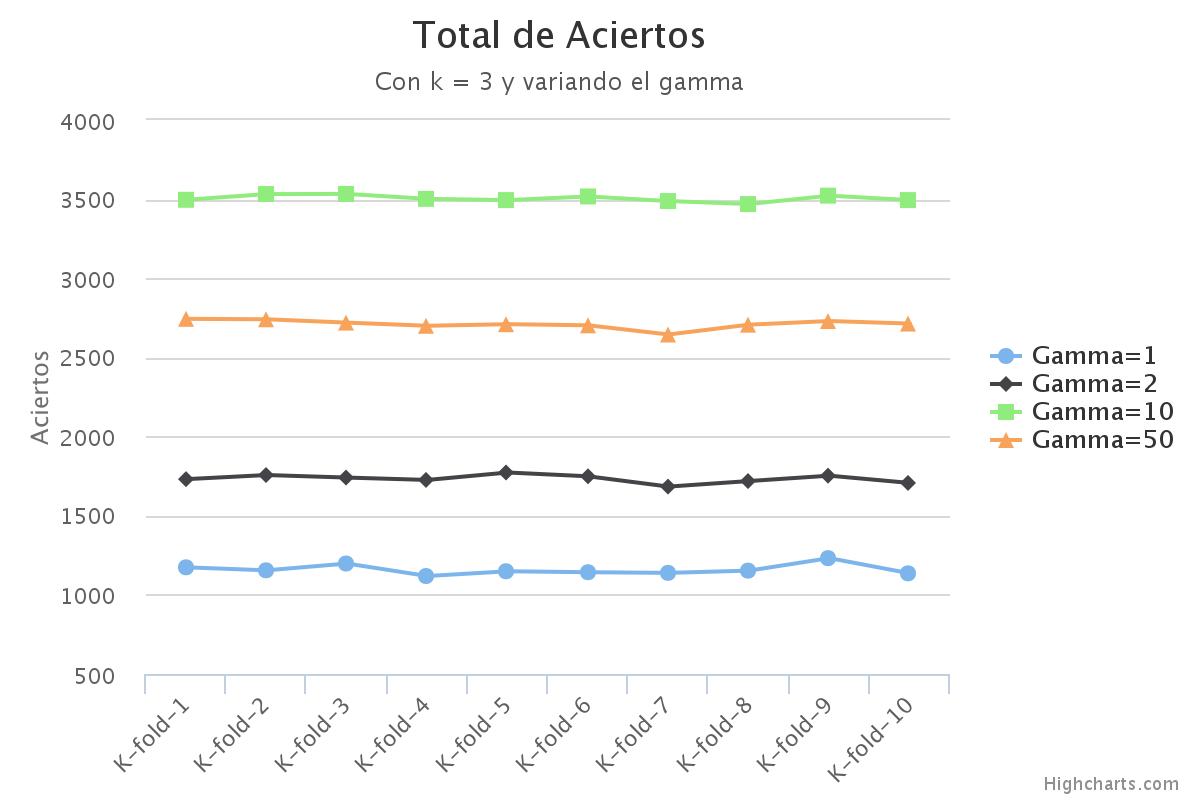 Total de Aciertos
Con k = 3 y variando el gamma
Aciertos
4000
3500
3000
2500
2000
1500
1000
500
K-fold-1
K-fold-2
K-fold-3
K-fold-4
K-fold-5
K-fold-6
K-fold-7
K-fold-8
K-fold-9
K-fold-10
Gamma=1
Gamma=2
Gamma=10
Gamma=50
Highcharts.com